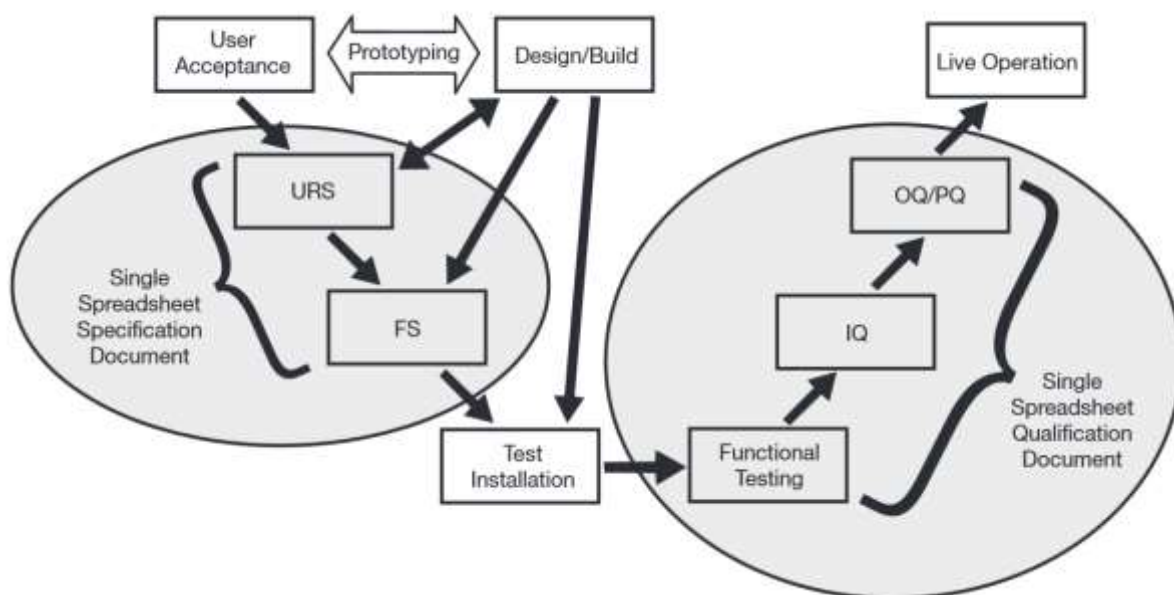 User
Acceptance
Prototyping
Design/Build
Live Operation
URS
OQ/PQ
Single
Spreadsheet
Specification
Document
FS
IQ
Single
Spreadsheet
Qualification
Document
Test
Installation
Functional
Testing